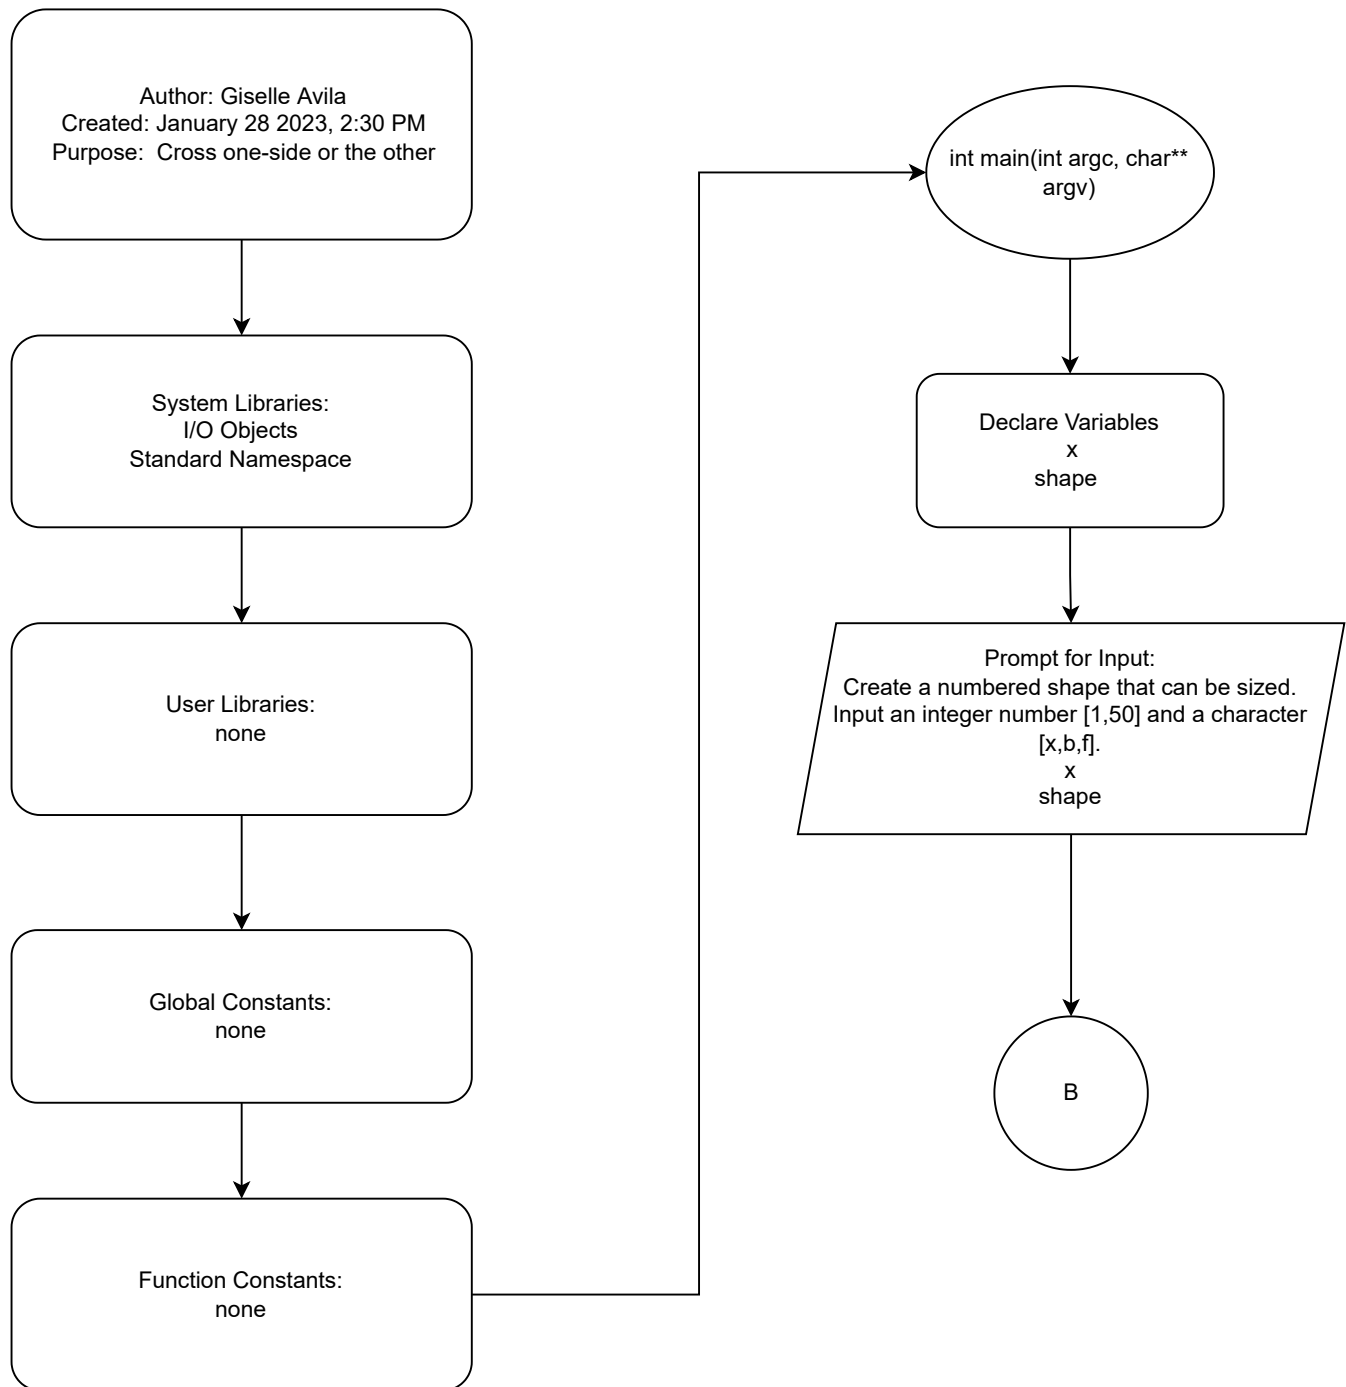 Author: Giselle Avila
Created: January 28 2023, 2:30 PM
Purpose:  Cross one-side or the other
System Libraries:
I/O Objects
Standard Namespace
User Libraries:
none
Global Constants:
none
Function Constants:
none
int main(int argc, char**
argv)
Declare Variables
x
shape
Prompt for Input:
Create a numbered shape that can be sized.
Input an integer number [1,50] and a character
[x,b,f].
x
shape
B